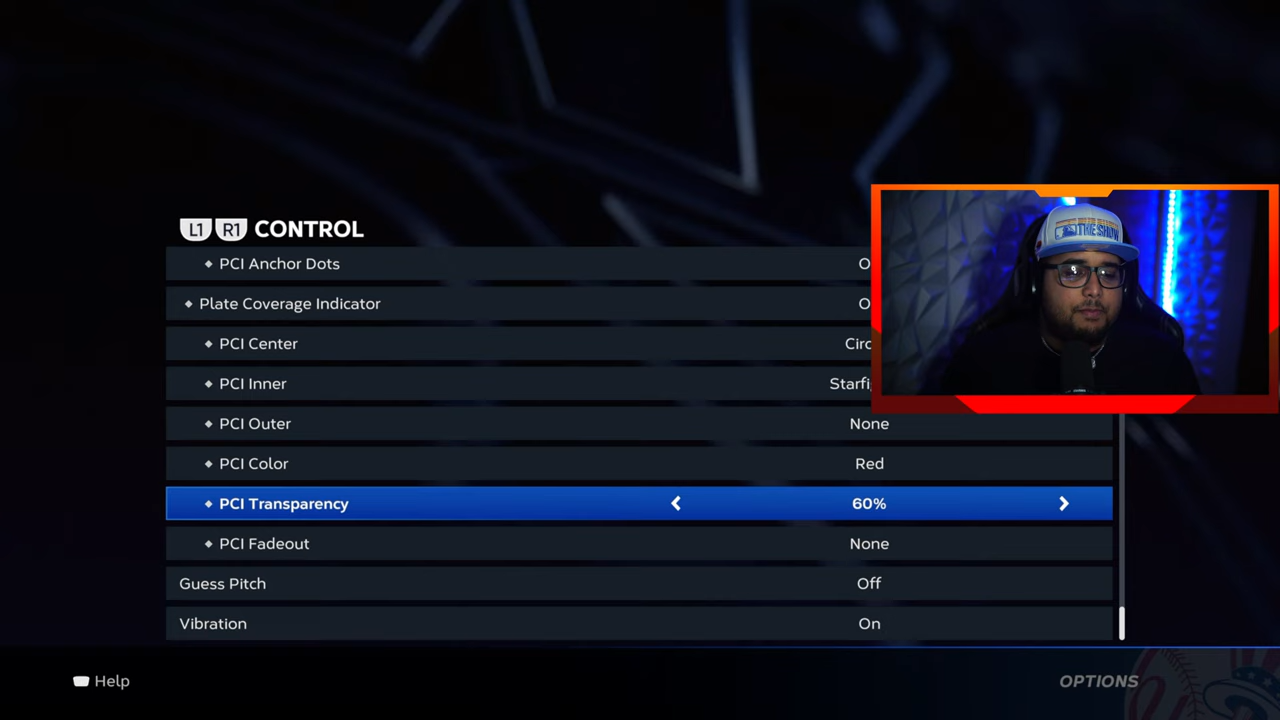 L1 R1 CONTROL
PCI Anchor Dots
Plate Coverage Indicator
PCI Center
PCI Inner
PCI Outer None
PCI Color Red
PCI Transparency 60%
PCI Fadeout None
Guess Pitch Off
Vibration On
THE SHOW
Help
OPTIONS